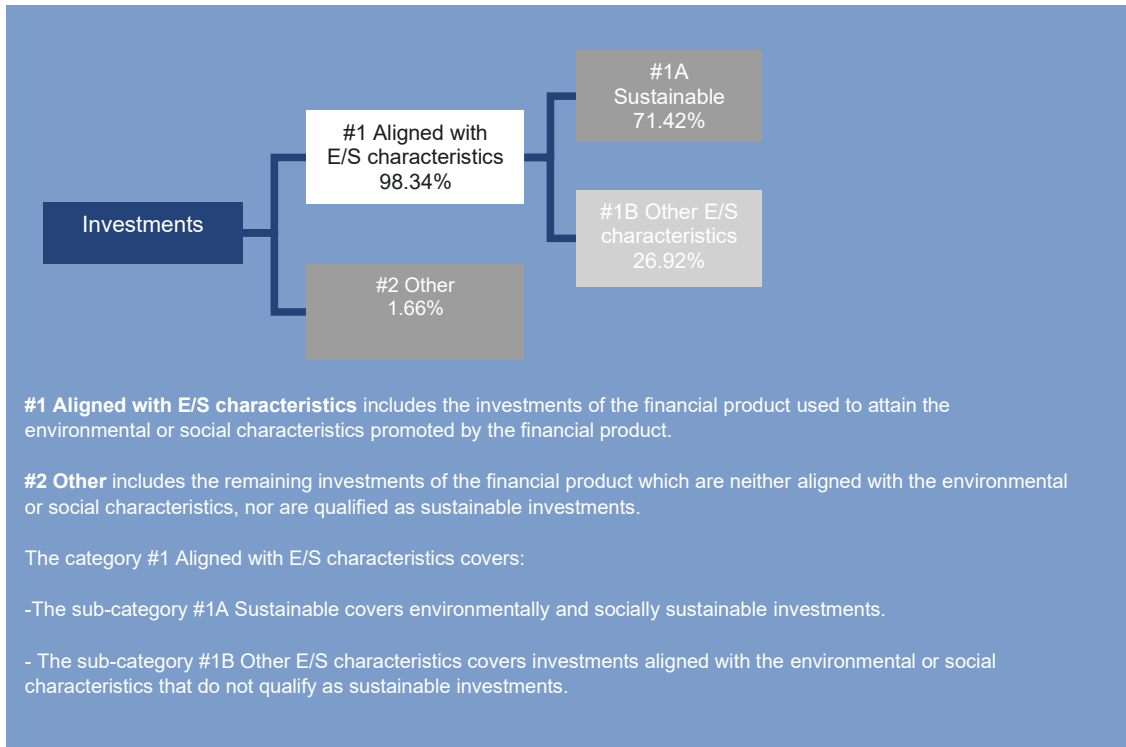 #1A
Sustainable
71.42%
#1 Aligned with
E/S characteristics
98.34%
#1B Other E/S
characteristics
26.92%
Investments
#2 Other
1.66%
#1 Aligned with E/S characteristics includes the investments of the financial product used to attain the
environmental or social characteristics promoted by the financial product.
#2 Other includes the remaining investments of the financial product which are neither aligned with the environmental
or social characteristics, nor are qualified as sustainable investments.
The category #1 Aligned with E/S characteristics covers:
-The sub-category #1A Sustainable covers environmentally and socially sustainable investments.
- The sub-category #1B Other E/S characteristics covers investments aligned with the environmental or social
characteristics that do not qualify as sustainable investments.